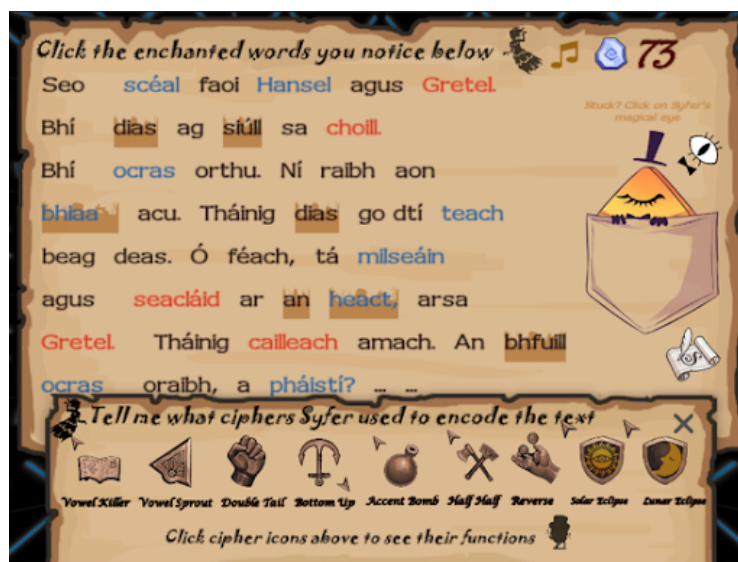 Click the enchanted words you notice below
73
Seo scéal faoi Hansel agus Gretel.
Bhí dias ag siúll sa choill.
Bhí ocras orthu. Ní raibh aon
bhiaa acu. Tháinig dias go dtí teach
beag deas. Ó féach, tá milseáin
agus seacláid ar an heact, arsa
Gretel. Tháinig cailleach amach. An bhfuill
ocras oraibh, a pháistí? ... ...
Stuck? Click on Syfer's
magical eye
Tell me what ciphers Syfer used to encode the text
Vowel Killer Vowel Sprout Double Tail Bottom Up Accent Bomb Half Half Reverse Solar Eclipse Lunar Eclipse
Click cipher icons above to see their functions